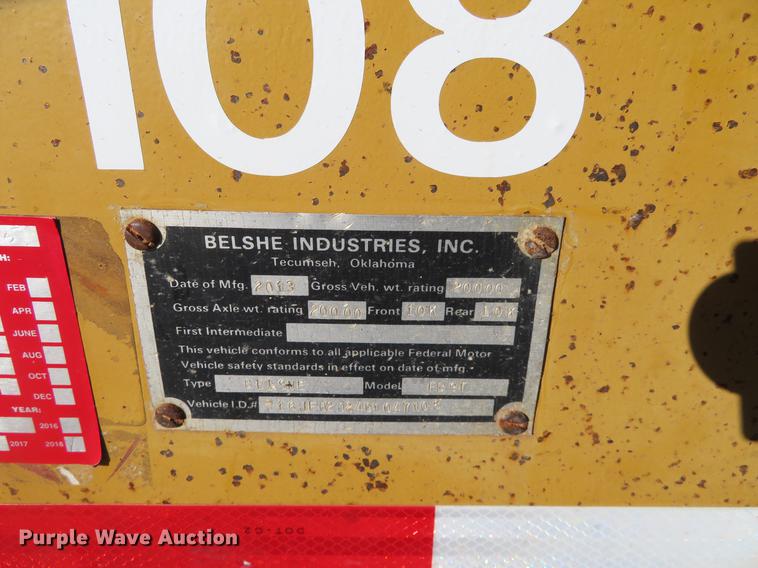 108
BELSHE INDUSTRIES, INC.
Tecumseh, Oklahoma
Date of Mfg. 2013 Gross Veh. wt. rating 20000
Gross Axle wt. rating 20000 Front 10K Rear 10K
First Intermediate
This vehicle conforms to all applicable Federal Motor
Vehicle safety standards in effect on date of mfg.
Type BELSHE Model
Vehicle I.D.#
H:
FEB
APR
JUNE
AUG
OCT
DEC
YEAR:
2016
2017 2018
DOT-C2
Purple Wave Auction